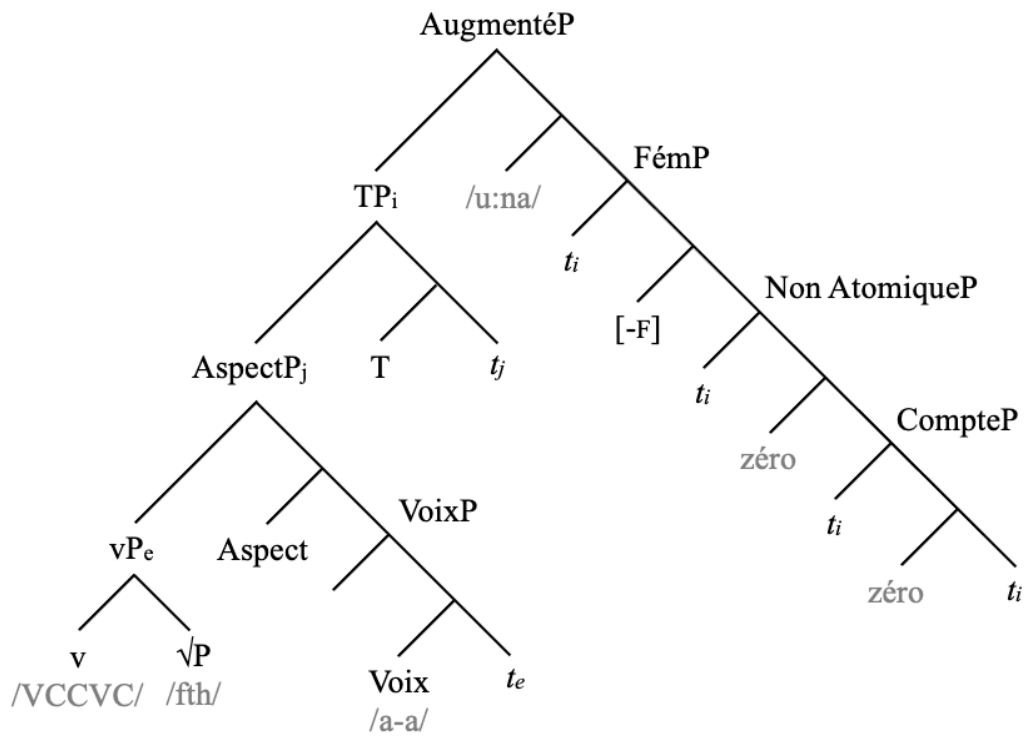 AugmentéP
FémP
TPᵢ /u:na/
tᵢ
Non AtomiqueP
[-F]
AspectPⱼ T tⱼ
tᵢ
CompteP
zéro
VoixP
tᵢ
vPₑ Aspect
zéro tᵢ
v √P
Voix tₑ
/VCCVC/ /fth/
/a-a/